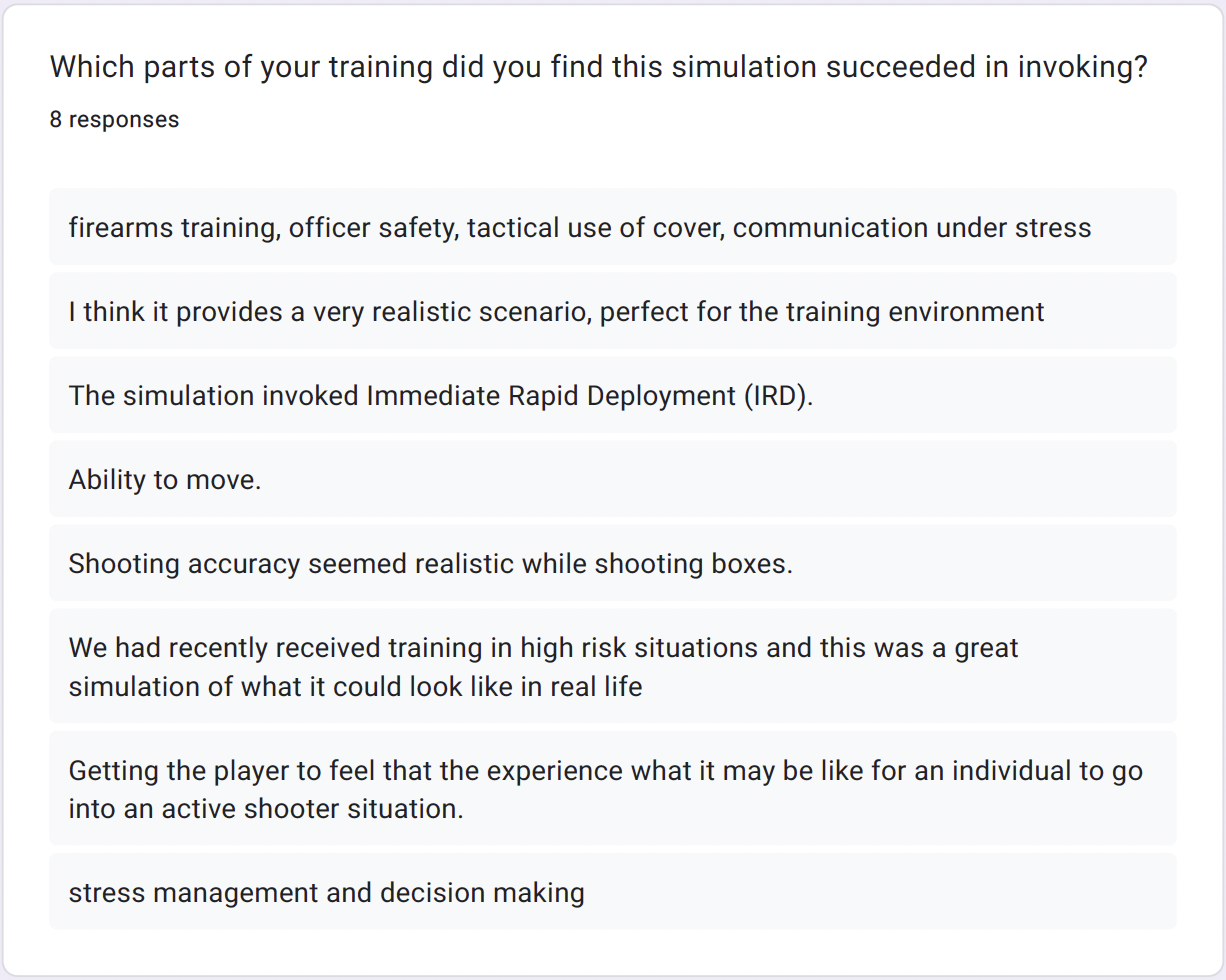 Which parts of your training did you find this simulation succeeded in invoking?
8 responses
firearms training, officer safety, tactical use of cover, communication under stress
I think it provides a very realistic scenario, perfect for the training environment
The simulation invoked Immediate Rapid Deployment (IRD).
Ability to move.
Shooting accuracy seemed realistic while shooting boxes.
We had recently received training in high risk situations and this was a great
simulation of what it could look like in real life
Getting the player to feel that the experience what it may be like for an individual to go
into an active shooter situation.
stress management and decision making